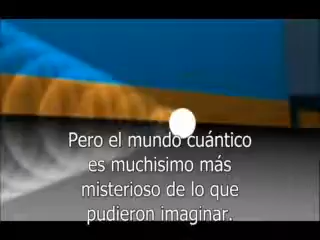 Pero el mundo cuántico
es muchisimo más
misterioso de lo que
pudieron imaginar.